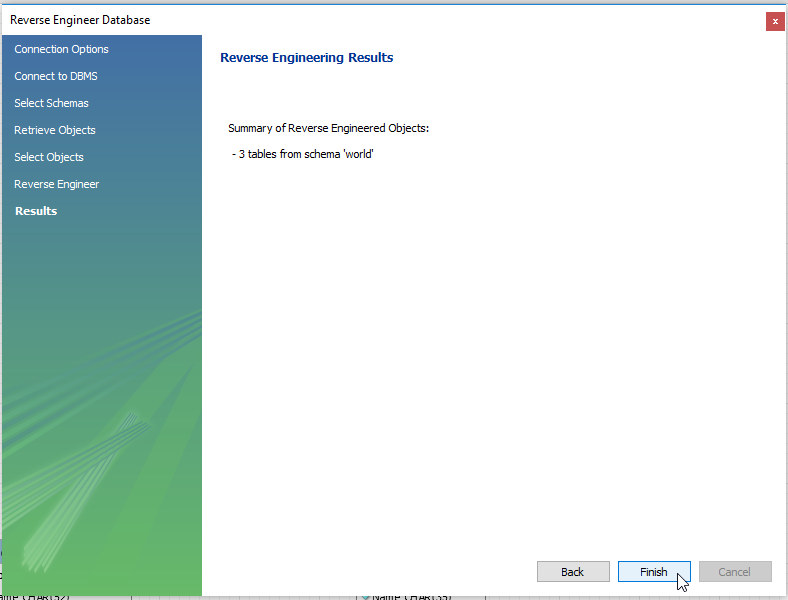 Reverse Engineer Database
x
Connection Options
Connect to DBMS
Select Schemas
Retrieve Objects
Select Objects
Reverse Engineer
Results
Reverse Engineering Results
Summary of Reverse Engineered Objects:
- 3 tables from schema 'world'
Back
Finish
Cancel